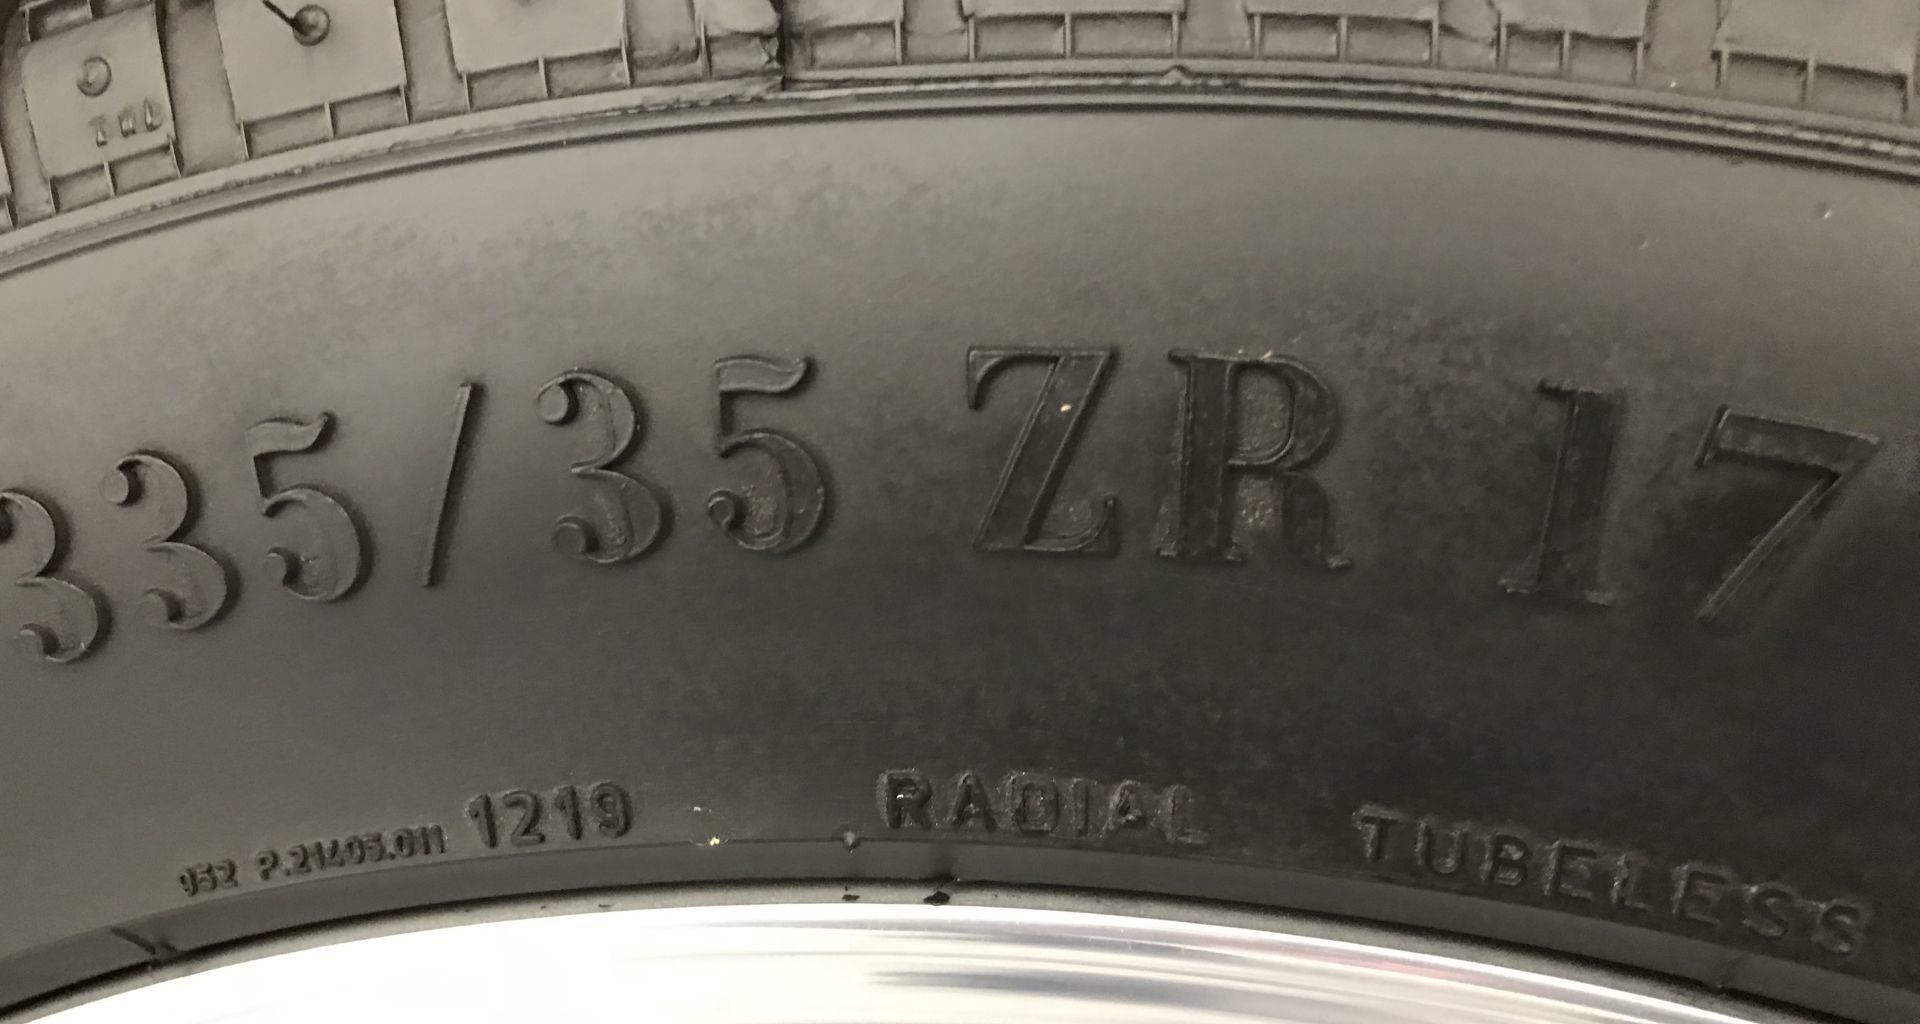 335/35 ZR 17
952 P.21405.011 1219 RADIAL TUBELESS